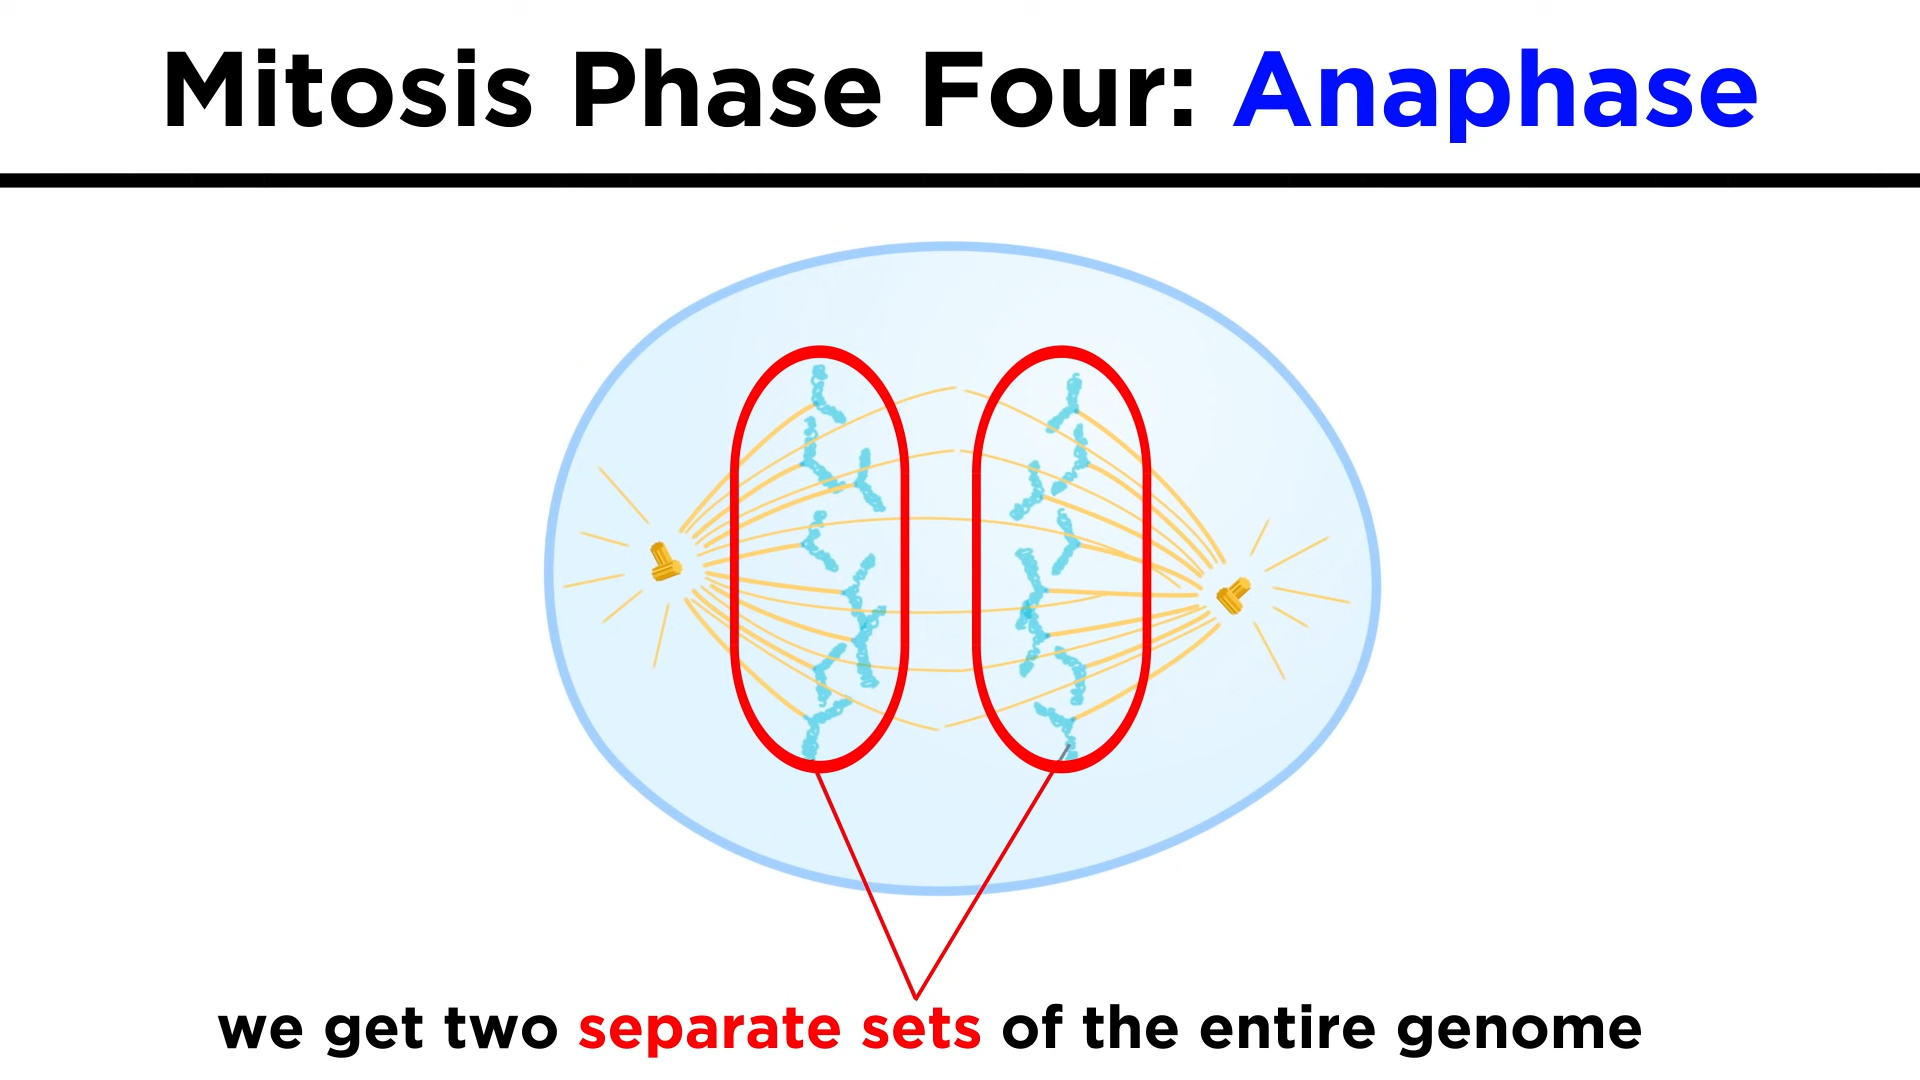 Mitosis Phase Four: Anaphase
we get two separate sets of the entire genome